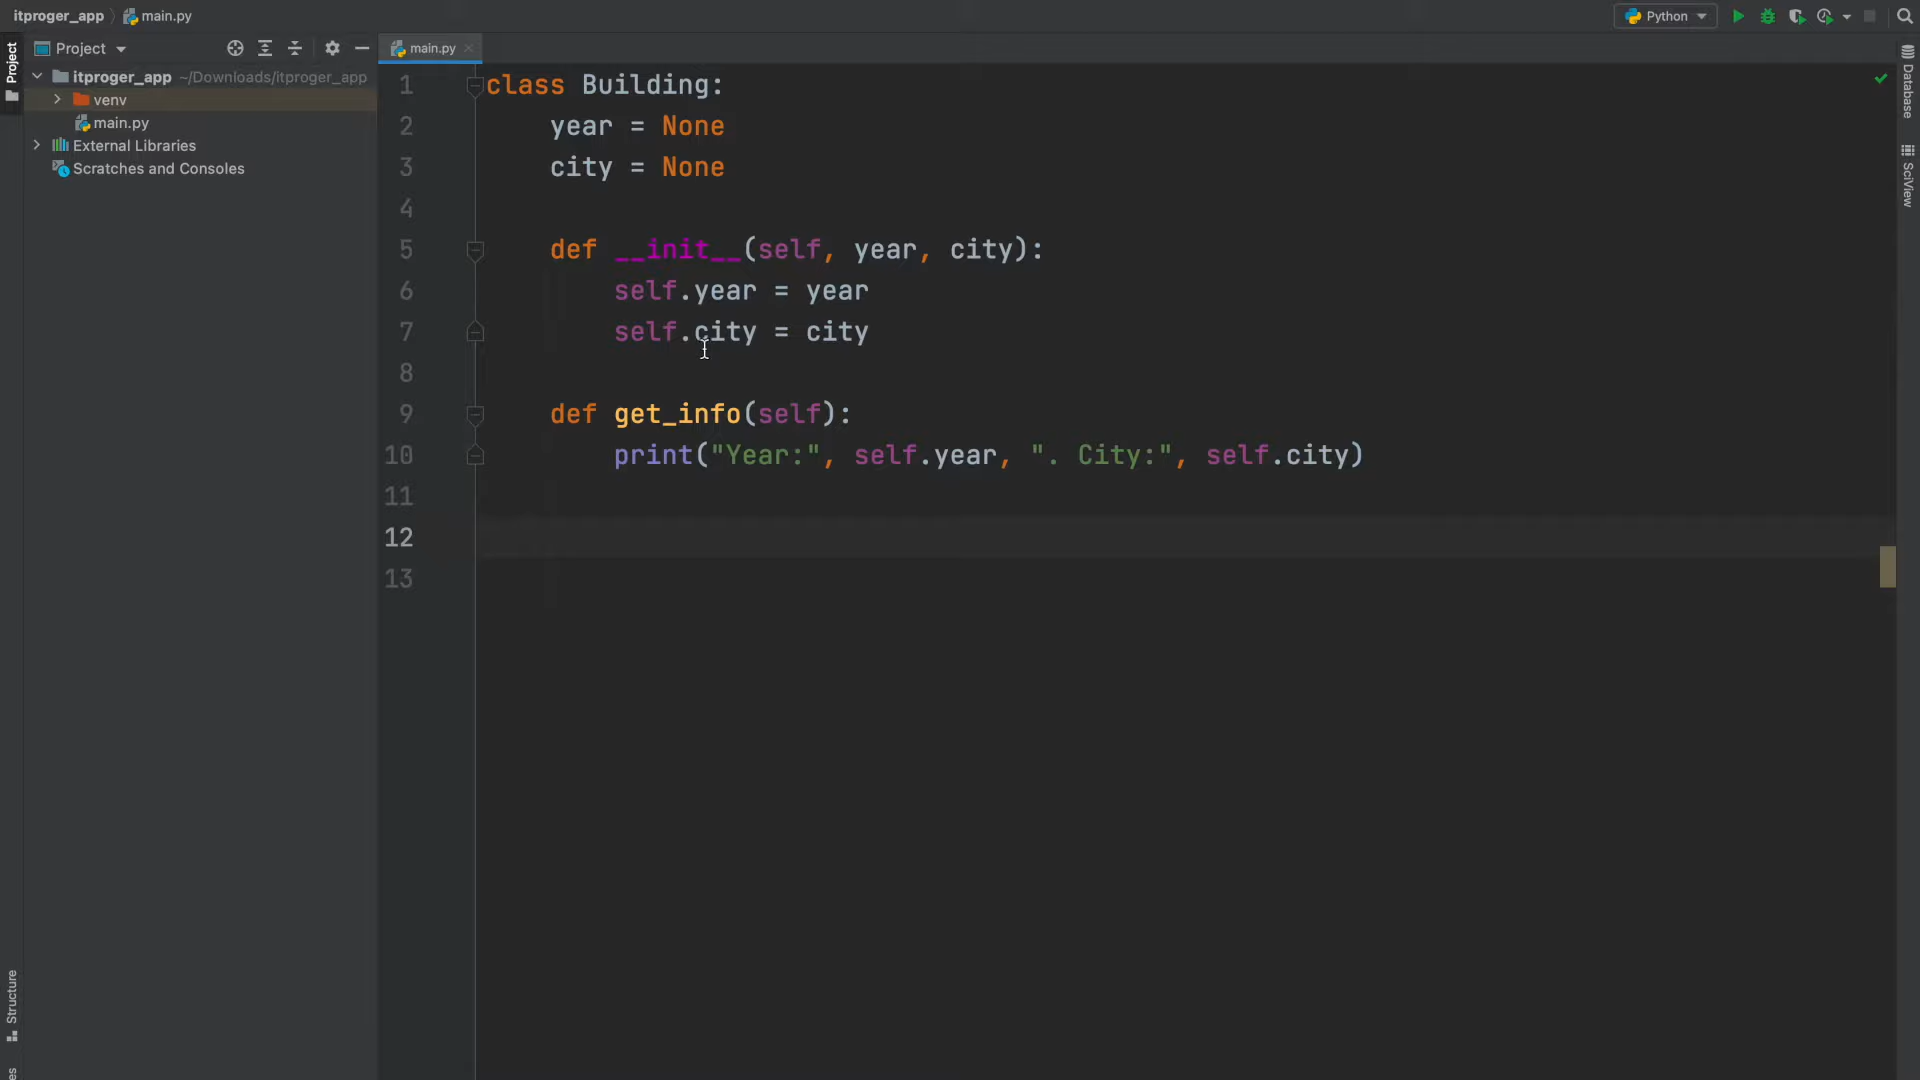 itproger_app
main.py
Python
Project
Project
itproger_app ~/Downloads/itproger_app
venv
main.py
External Libraries
Scratches and Consoles
main.py
1 class Building:
2 year = None
3 city = None
4
5 def __init__(self, year, city):
6 self.year = year
7 self.city = city
8
9 def get_info(self):
10 print("Year:", self.year, ". City:", self.city)
11
12
13
Database
SciView
Structure
es